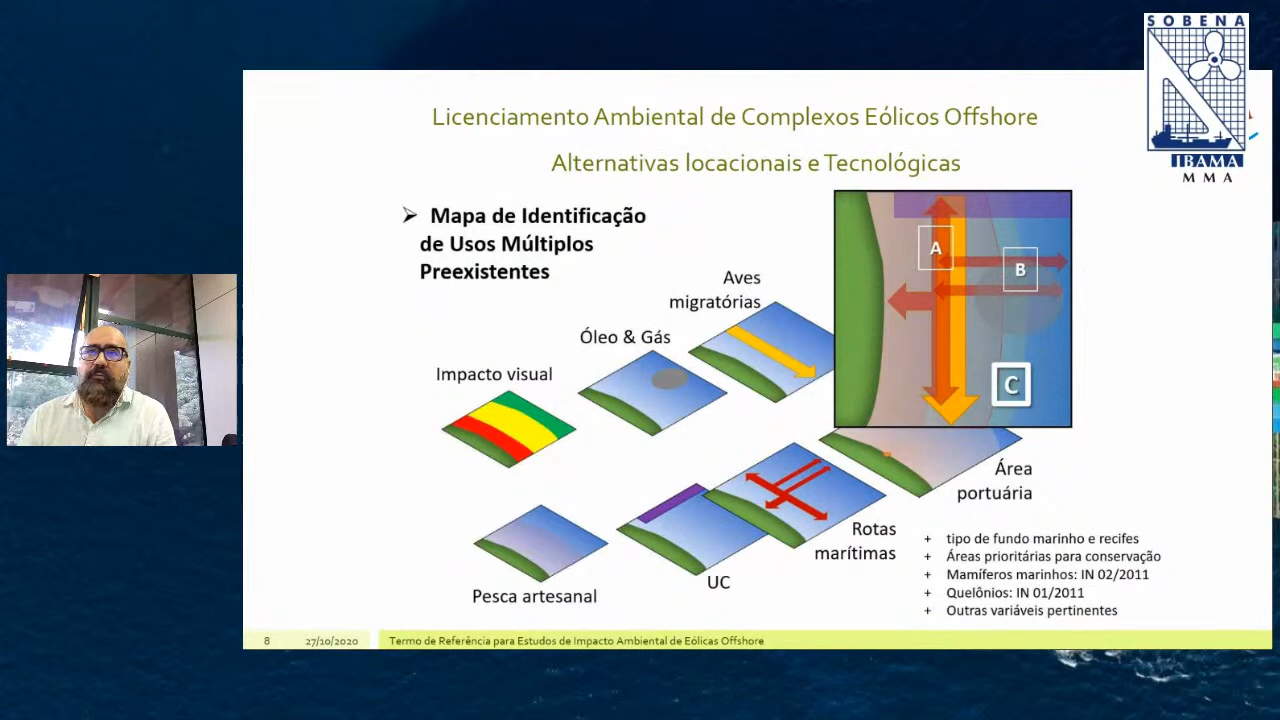 SOBENA
IBAMA
MMA
Licenciamento Ambiental de Complexos Eólicos Offshore
Alternativas locacionais e Tecnológicas
Mapa de Identificação
de Usos Múltiplos
Preexistentes
A
B
C
Aves
migratórias
Óleo & Gás
Impacto visual
Área
portuária
Rotas
marítimas
UC
Pesca artesanal
+ tipo de fundo marinho e recifes
+ Áreas prioritárias para conservação
+ Mamíferos marinhos: IN 02/2011
+ Quelônios: IN 01/2011
+ Outras variáveis pertinentes
8 27/10/2020 Termo de Referência para Estudos de Impacto Ambiental de Eólicas Offshore